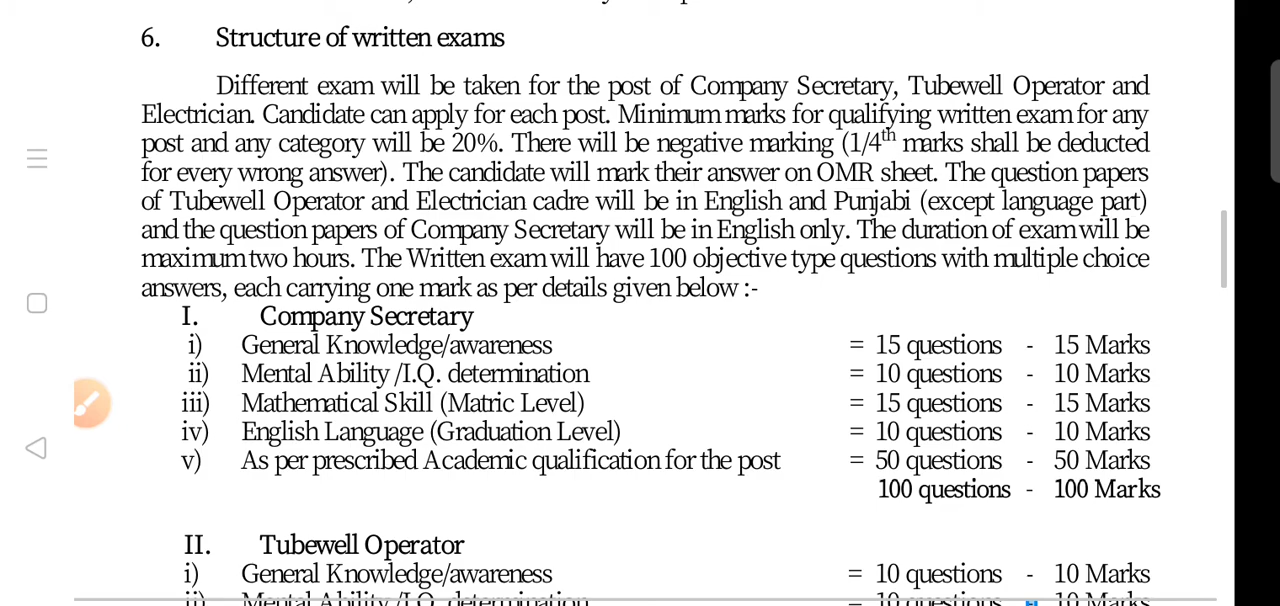 6. Structure of written exams
Different exam will be taken for the post of Company Secretary, Tubewell Operator and
Electrician. Candidate can apply for each post. Minimum marks for qualifying written exam for any
post and any category will be 20%. There will be negative marking (1/4th marks shall be deducted
for every wrong answer). The candidate will mark their answer on OMR sheet. The question papers
of Tubewell Operator and Electrician cadre will be in English and Punjabi (except language part)
and the question papers of Company Secretary will be in English only. The duration of exam will be
maximum two hours. The Written exam will have 100 objective type questions with multiple choice
answers, each carrying one mark as per details given below :-
I. Company Secretary
i) General Knowledge/awareness = 15 questions - 15 Marks
ii) Mental Ability /I.Q. determination = 10 questions - 10 Marks
iii) Mathematical Skill (Matric Level) = 15 questions - 15 Marks
iv) English Language (Graduation Level) = 10 questions - 10 Marks
v) As per prescribed Academic qualification for the post = 50 questions - 50 Marks
100 questions - 100 Marks
II. Tubewell Operator
i) General Knowledge/awareness = 10 questions - 10 Marks
ii) Mental Ability /I.Q. determination = 10 questions 10 Marks